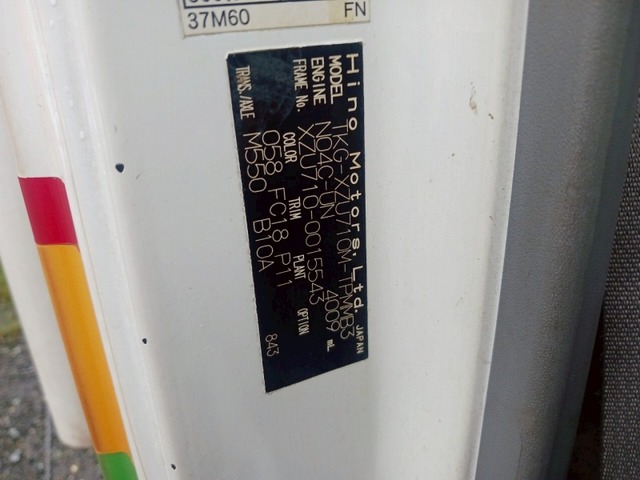 37M60 FN
Hino Motors, Ltd. JAPAN
MODEL TKG-XZU710M-TPMMB3
ENGINE N04C-UN 4009 mL
FRAME No. XZU710-0015543
COLOR TRIM PLANT OPTION
058 FC18 P11 843
TRANS./AXLE M550 B10A